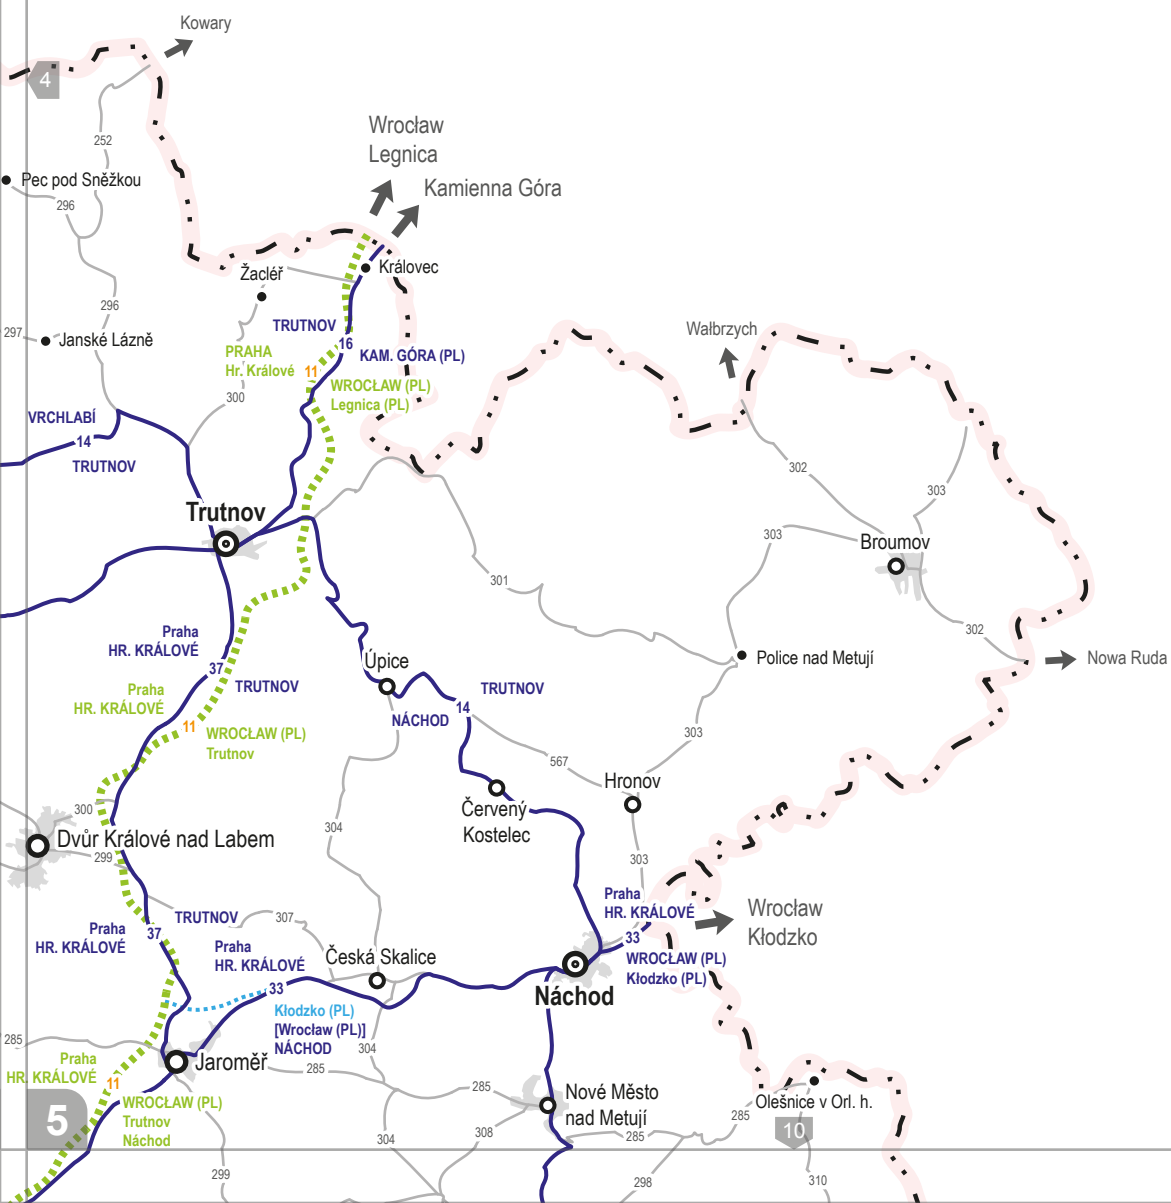 Kowary
4
252
Wrocław
Legnica
Pec pod Sněžkou
Kamienna Góra
296
Královec
Žacléř
296
297
Janské Lázně
TRUTNOV
16
KAM. GÓRA (PL)
PRAHA
Hr. Králové
11
WROCŁAW (PL)
Legnica (PL)
Wałbrzych
300
VRCHLABÍ
14
TRUTNOV
302
303
Trutnov
303
Broumov
301
302
Praha
HR. KRÁLOVÉ
37
TRUTNOV
Úpice
Police nad Metují
Nowa Ruda
Praha
HR. KRÁLOVÉ
11
WROCŁAW (PL)
Trutnov
TRUTNOV
14
NÁCHOD
303
567
Hronov
Červený
Kostelec
300
304
Dvůr Králové nad Labem
299
303
Praha
HR. KRÁLOVÉ
33
WROCŁAW (PL)
Kłodzko (PL)
Wrocław
Kłodzko
TRUTNOV
307
Praha
HR. KRÁLOVÉ
37
Praha
HR. KRÁLOVÉ
33
Česká Skalice
Náchod
Kłodzko (PL)
[Wrocław (PL)]
NÁCHOD
285
304
Jaroměř
285
Praha
HR. KRÁLOVÉ
11
WROCŁAW (PL)
Trutnov
Náchod
5
285
Nové Město
nad Metují
Olešnice v Orl. h.
285
10
304
308
285
299
298
310